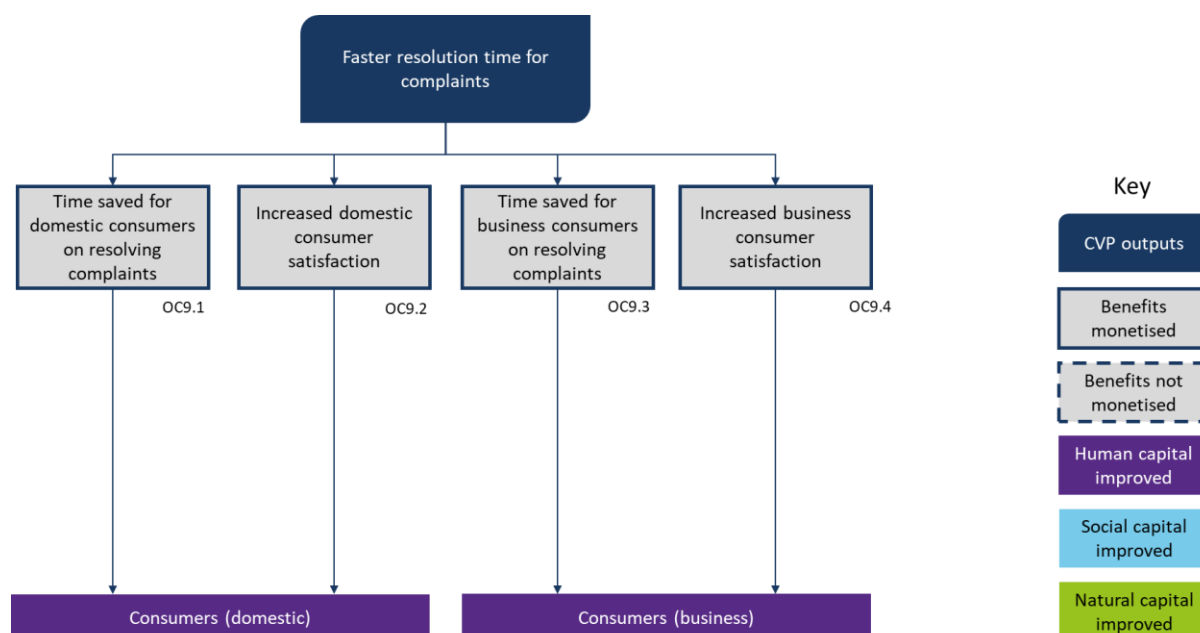 Faster resolution time for
complaints
Time saved for
domestic consumers
on resolving
complaints
OC9.1
Increased domestic
consumer
satisfaction
OC9.2
Time saved for
business consumers
on resolving
complaints
OC9.3
Increased business
consumer
satisfaction
OC9.4
Consumers (domestic)
Consumers (business)
Key
CVP outputs
Benefits
monetised
Benefits not
monetised
Human capital
improved
Social capital
improved
Natural capital
improved